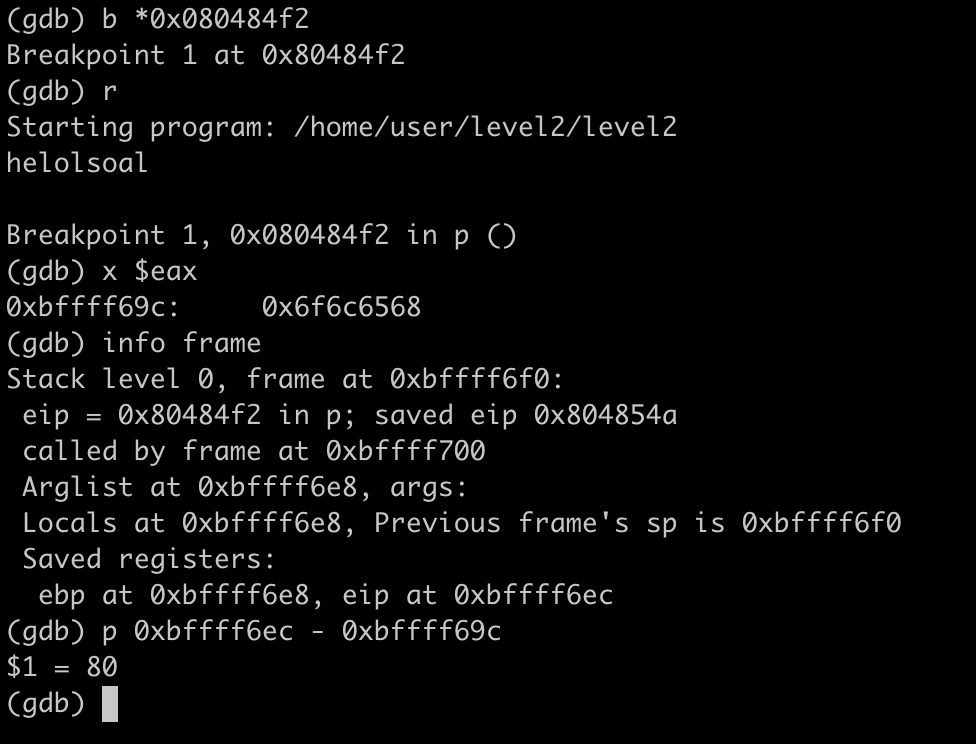 (gdb) b *0x080484f2
Breakpoint 1 at 0x80484f2
(gdb) r
Starting program: /home/user/level2/level2
helolsoal

Breakpoint 1, 0x080484f2 in p ()
(gdb) x $eax
0xbffff69c:     0x6f6c6568
(gdb) info frame
Stack level 0, frame at 0xbffff6f0:
 eip = 0x80484f2 in p; saved eip 0x804854a
 called by frame at 0xbffff700
 Arglist at 0xbffff6e8, args:
 Locals at 0xbffff6e8, Previous frame's sp is 0xbffff6f0
 Saved registers:
  ebp at 0xbffff6e8, eip at 0xbffff6ec
(gdb) p 0xbffff6ec - 0xbffff69c
$1 = 80
(gdb)